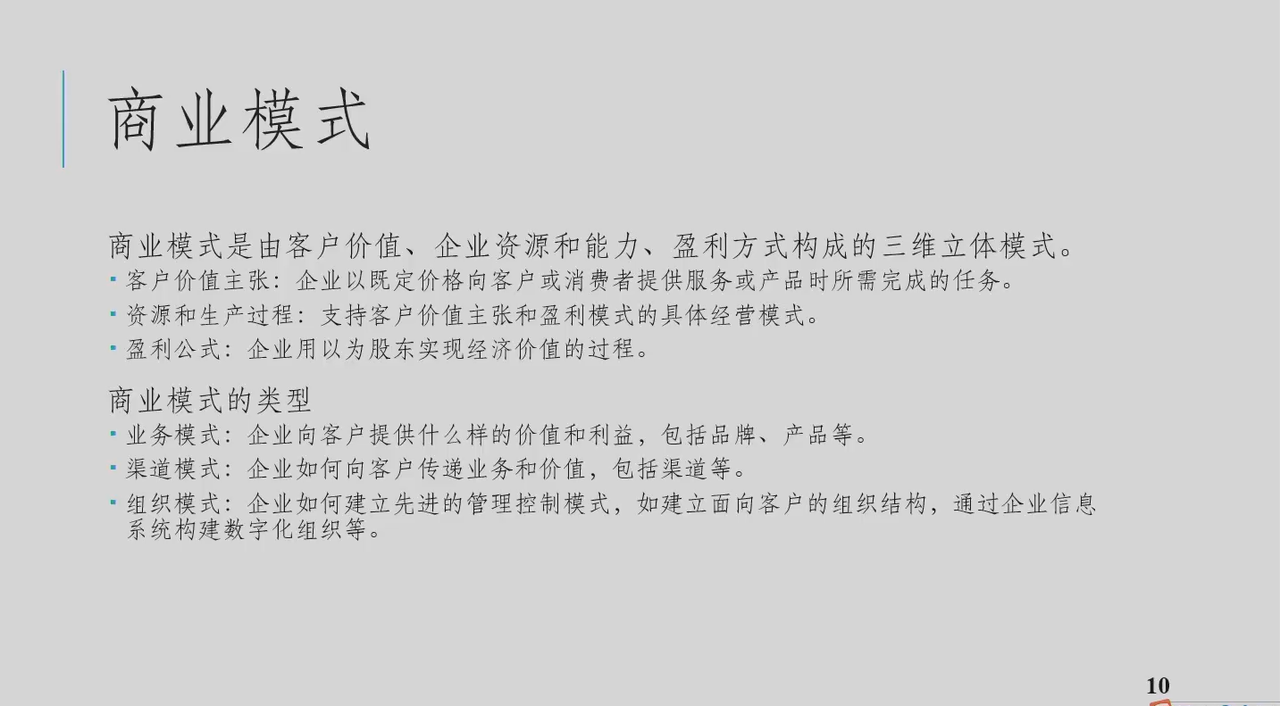 商业模式
商业模式是由客户价值、企业资源和能力、盈利方式构成的三维立体模式。
▪ 客户价值主张：企业以既定价格向客户或消费者提供服务或产品时所需完成的任务。
▪ 资源和生产过程：支持客户价值主张和盈利模式的具体经营模式。
▪ 盈利公式：企业用以为股东实现经济价值的过程。
商业模式的类型
▪ 业务模式：企业向客户提供什么样的价值和利益，包括品牌、产品等。
▪ 渠道模式：企业如何向客户传递业务和价值，包括渠道等。
▪ 组织模式：企业如何建立先进的管理控制模式，如建立面向客户的组织结构，通过企业信息
系统构建数字化组织等。
10